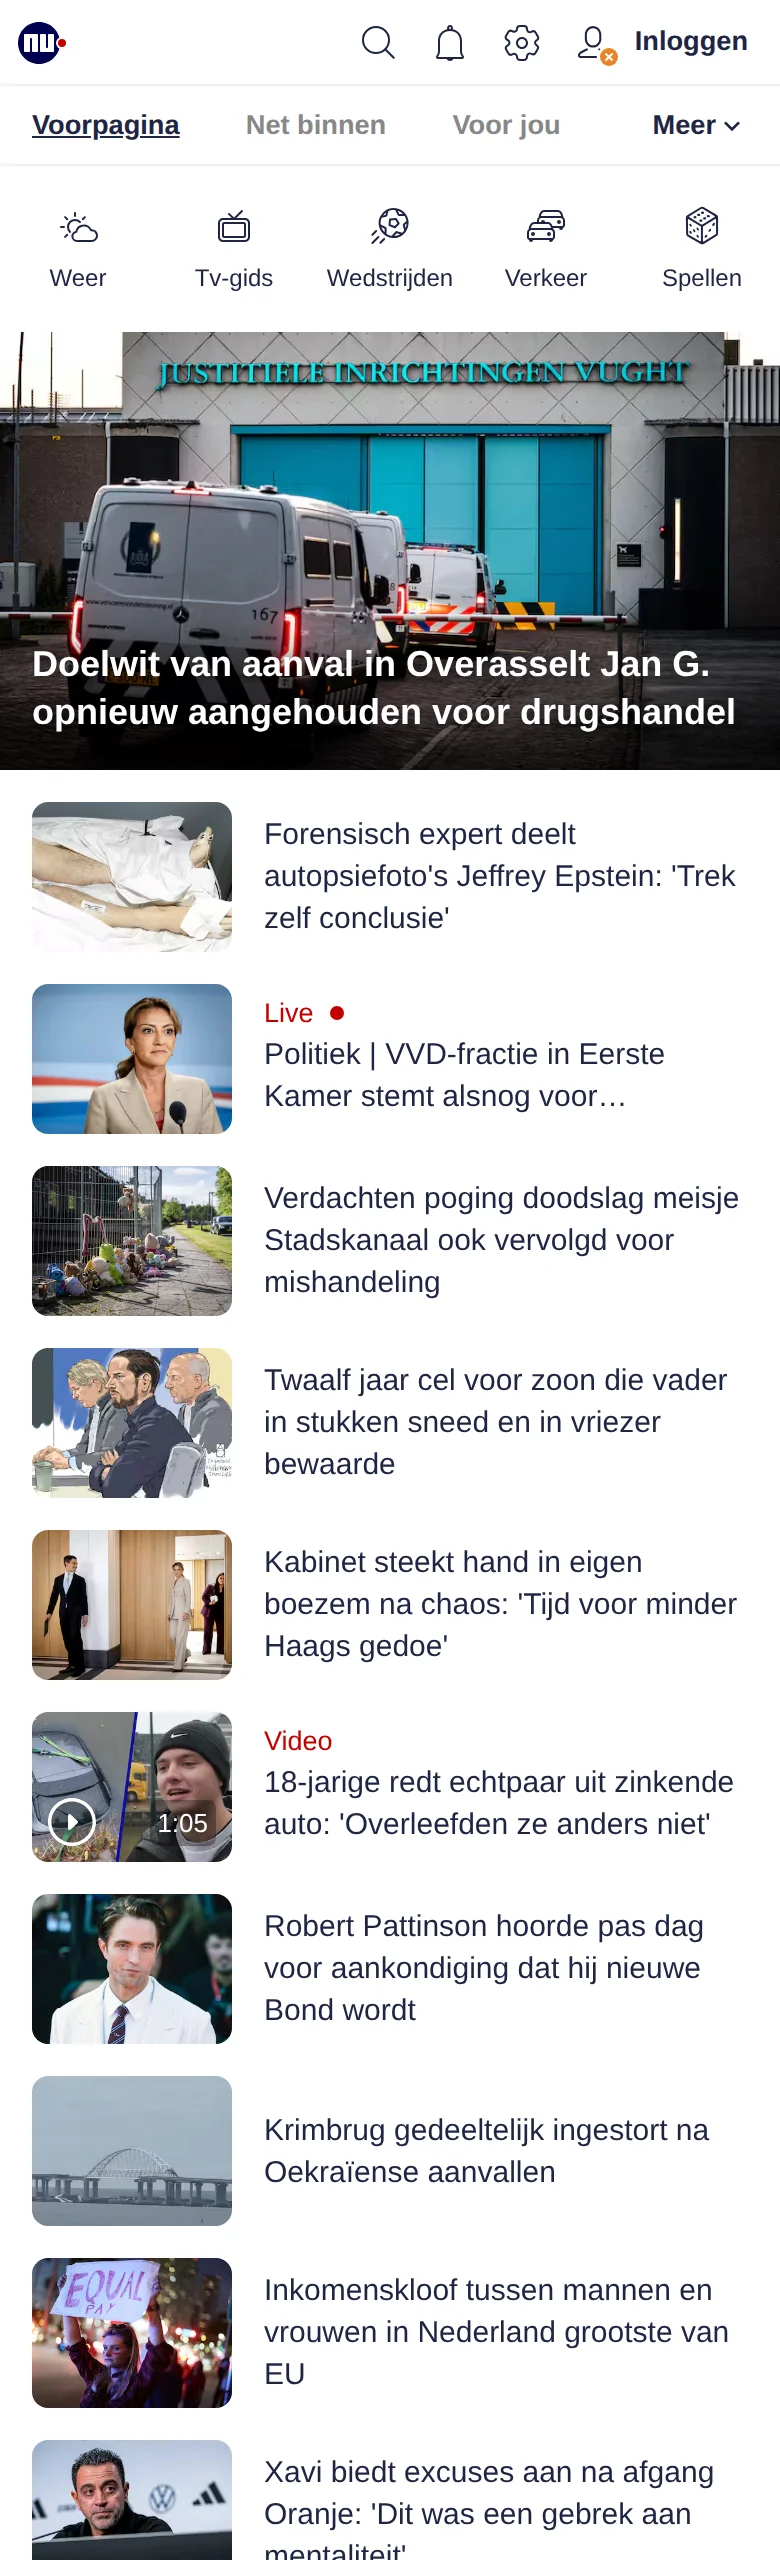 nu
Inloggen
Voorpagina Net binnen Voor jou Meer
Weer Tv-gids Wedstrijden Verkeer Spellen
JUSTITIELE INRICHTINGEN VUGHT
167
Doelwit van aanval in Overasselt Jan G.
opnieuw aangehouden voor drugshandel
Forensisch expert deelt
autopsiefoto's Jeffrey Epstein: 'Trek
zelf conclusie'
Live
Politiek | VVD-fractie in Eerste
Kamer stemt alsnog voor…
Verdachten poging doodslag meisje
Stadskanaal ook vervolgd voor
mishandeling
Twaalf jaar cel voor zoon die vader
in stukken sneed en in vriezer
bewaarde
Kabinet steekt hand in eigen
boezem na chaos: 'Tijd voor minder
Haags gedoe'
Video
18-jarige redt echtpaar uit zinkende
auto: 'Overleefden ze anders niet'
1:05
Robert Pattinson hoorde pas dag
voor aankondiging dat hij nieuwe
Bond wordt
Krimbrug gedeeltelijk ingestort na
Oekraïense aanvallen
EQUAL
PAY
Inkomenskloof tussen mannen en
vrouwen in Nederland grootste van
EU
Xavi biedt excuses aan na afgang
Oranje: 'Dit was een gebrek aan
mentaliteit'